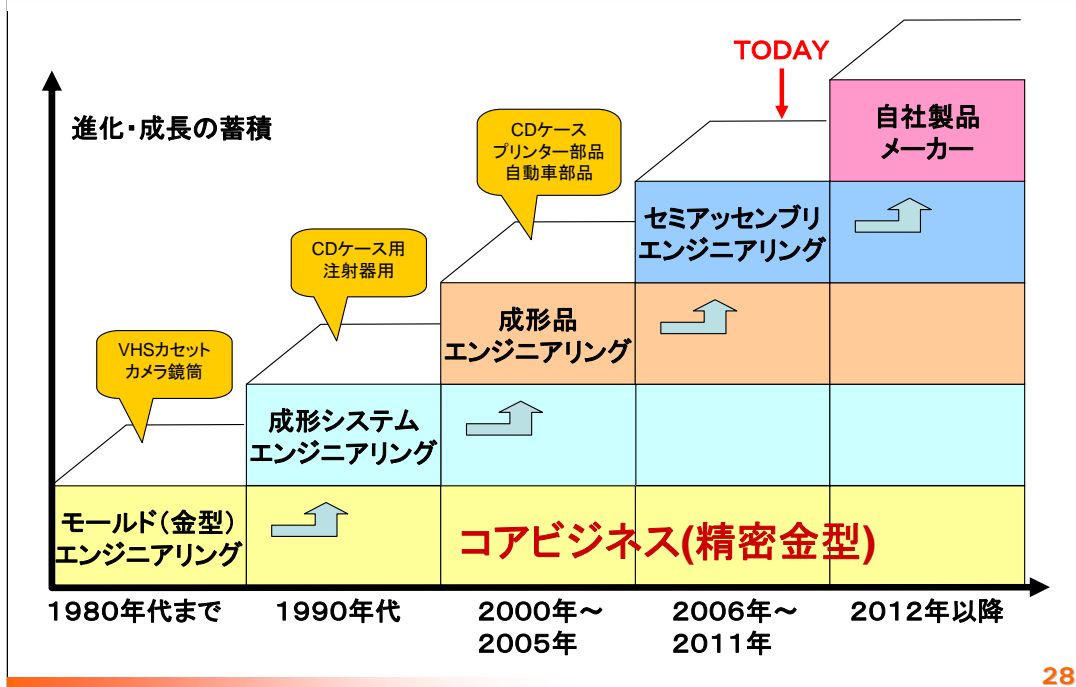 TODAY
進化・成長の蓄積
自社製品
メーカー
CDケース
プリンター部品
自動車部品
セミアッセンブリ
エンジニアリング
CDケース用
注射器用
成形品
エンジニアリング
VHSカセット
カメラ鏡筒
成形システム
エンジニアリング
モールド(金型)
エンジニアリング
コアビジネス(精密金型)
1980年代まで
1990年代
2000年~
2005年
2006年~
2011年
2012年以降
28